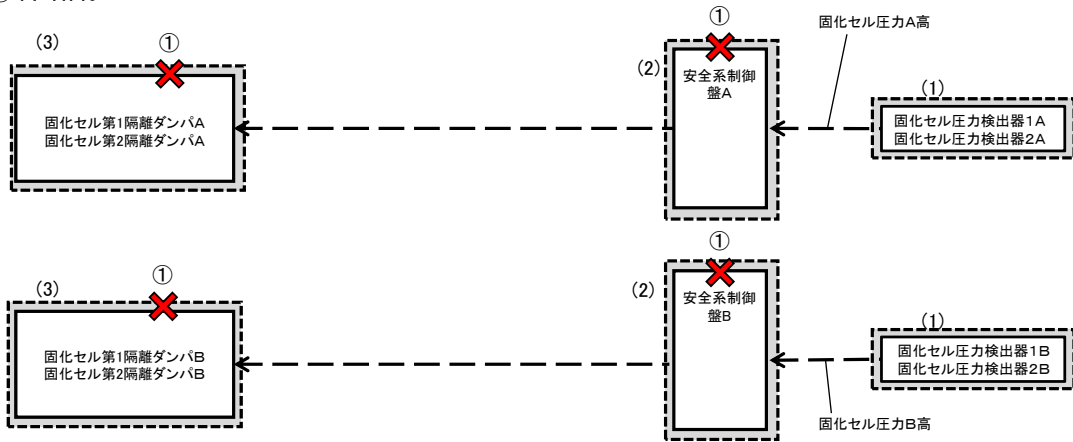 (3)
①
固化セル第1隔離ダンパA
固化セル第2隔離ダンパA
①
(2)
安全系制御
盤A
固化セル圧力A高
(1)
固化セル圧力検出器1A
固化セル圧力検出器2A
(3)
①
固化セル第1隔離ダンパB
固化セル第2隔離ダンパB
①
(2)
安全系制御
盤B
(1)
固化セル圧力検出器1B
固化セル圧力検出器2B
固化セル圧力B高